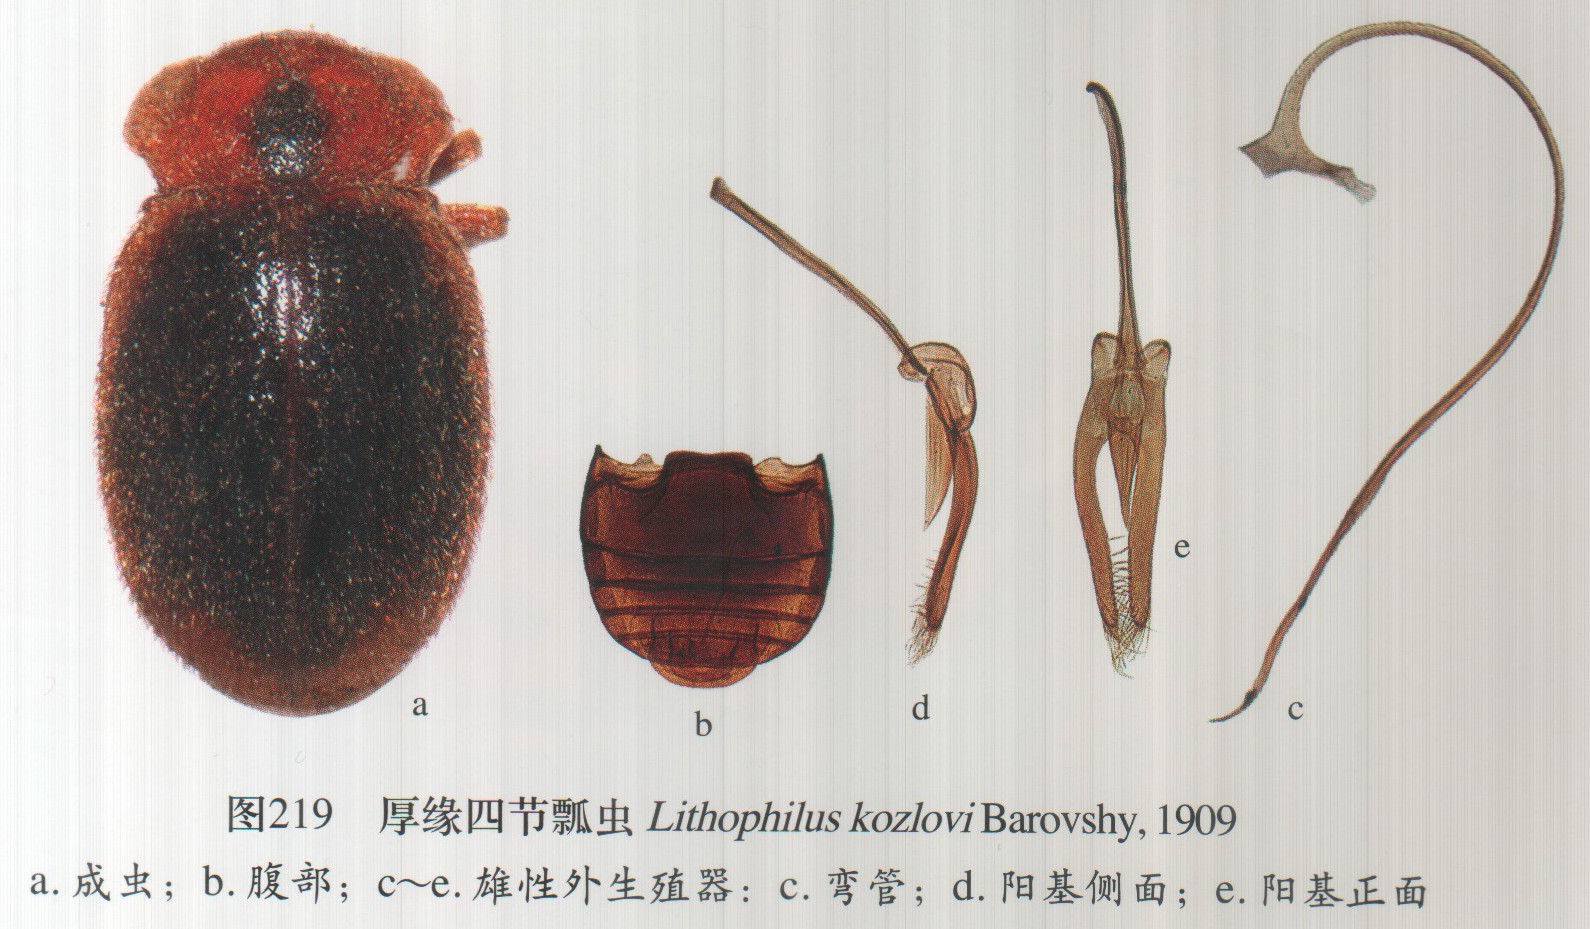 a
b
d
e
c
图219 厚缘四节瓢虫 Lithophilus kozlovi Barovshy, 1909
a. 成虫；b. 腹部；c～e. 雄性外生殖器：c. 弯管；d. 阳基侧面；e. 阳基正面